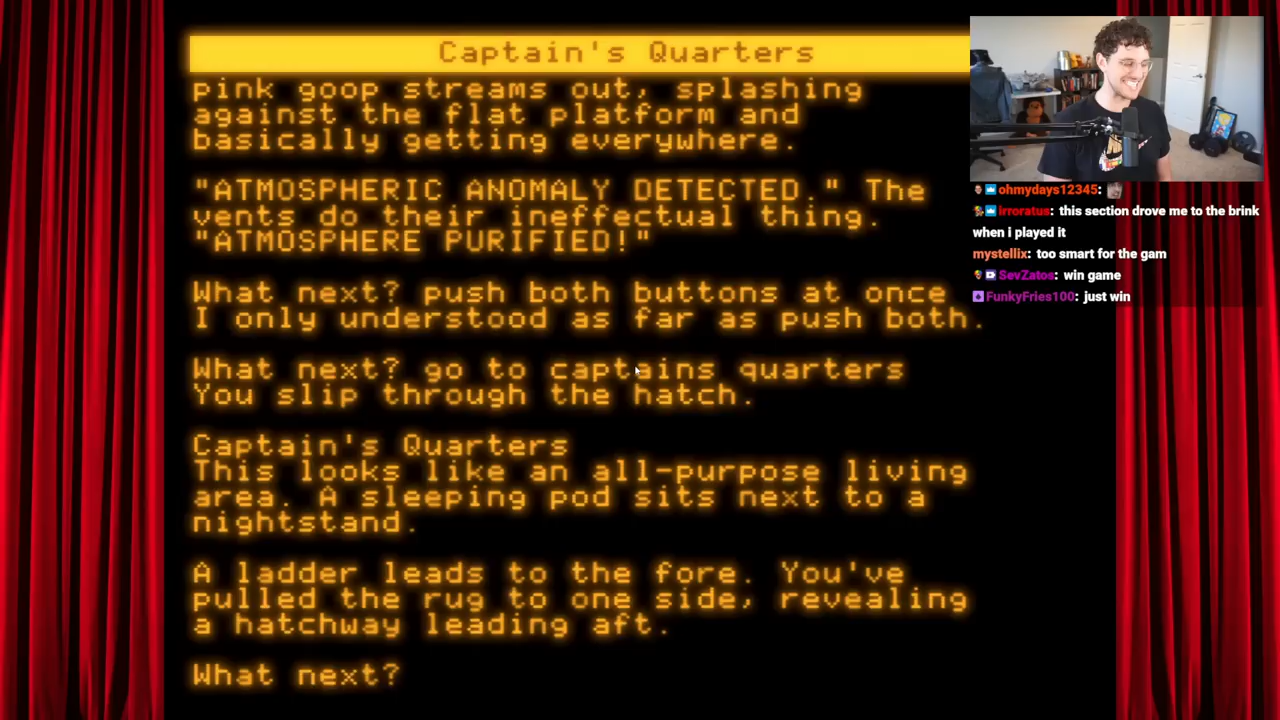 Captain's Quarters
pink goop streams out, splashing
against the flat platform and
basically getting everywhere.
"ATMOSPHERIC ANOMALY DETECTED." The
vents do their ineffectual thing.
"ATMOSPHERE PURIFIED!"
What next? push both buttons at once
I only understood as far as push both.
What next? go to captains quarters
You slip through the hatch.
Captain's Quarters
This looks like an all-purpose living
area. A sleeping pod sits next to a
nightstand.
A ladder leads to the fore. You've
pulled the rug to one side, revealing
a hatchway leading aft.
What next?
ohmydays12345:
irroratus: this section drove me to the brink
when i played it
mystellix: too smart for the gam
SevZatos: win game
FunkyFries100: just win